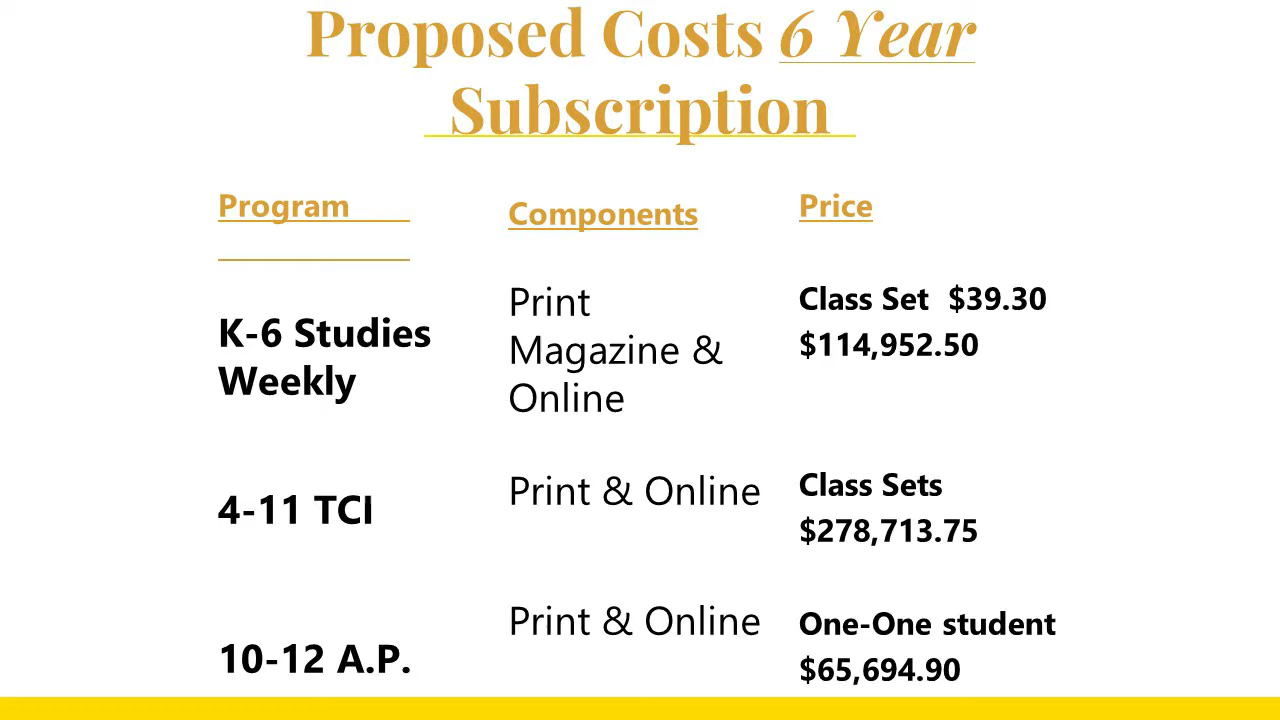 Proposed Costs 6 Year
Subscription
Program
Components
Price
K-6 Studies
Weekly
Print
Magazine &
Online
Class Set $39.30
$114,952.50
4-11 TCI
Print & Online
Class Sets
$278,713.75
10-12 A.P.
Print & Online
One-One student
$65,694.90